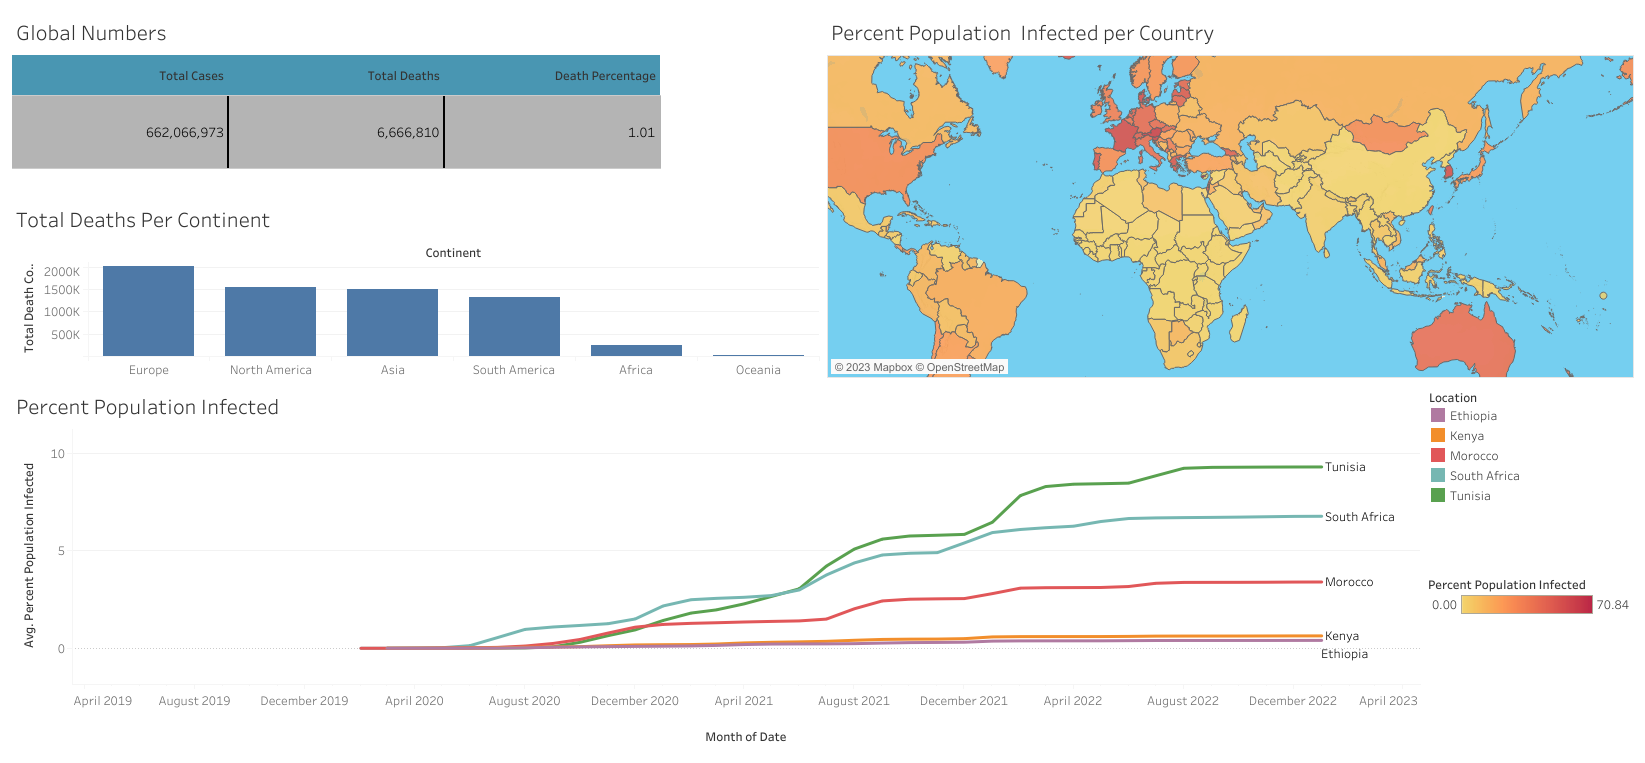 Global Numbers
Total Cases Total Deaths Death Percentage
662,066,973 6,666,810 1.01
Total Deaths Per Continent
Continent
Total Death Co..
2000K
1500K
1000K
500K
Europe North America Asia South America Africa Oceania
Percent Population Infected per Country
© 2023 Mapbox © OpenStreetMap
Percent Population Infected
Avg. Percent Population Infected
10
5
0
Tunisia
South Africa
Morocco
Kenya
Ethiopia
April 2019 August 2019 December 2019 April 2020 August 2020 December 2020 April 2021 August 2021 December 2021 April 2022 August 2022 December 2022 April 2023
Month of Date
Location
Ethiopia
Kenya
Morocco
South Africa
Tunisia
Percent Population Infected
0.00 70.84